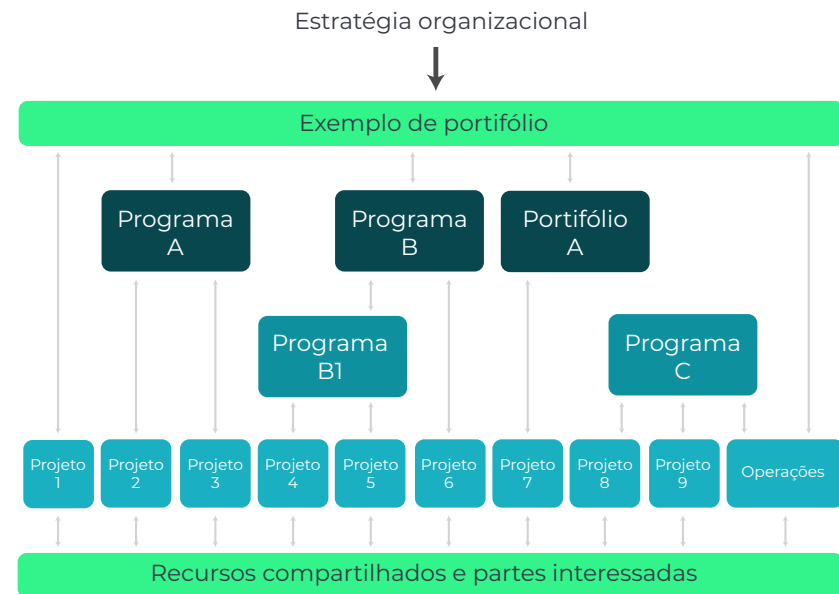 Estratégia organizacional
Exemplo de portifólio
Programa
A
Programa
B
Portifólio
A
Programa
B1
Programa
C
Projeto
1
Projeto
2
Projeto
3
Projeto
4
Projeto
5
Projeto
6
Projeto
7
Projeto
8
Projeto
9
Operações
Recursos compartilhados e partes interessadas